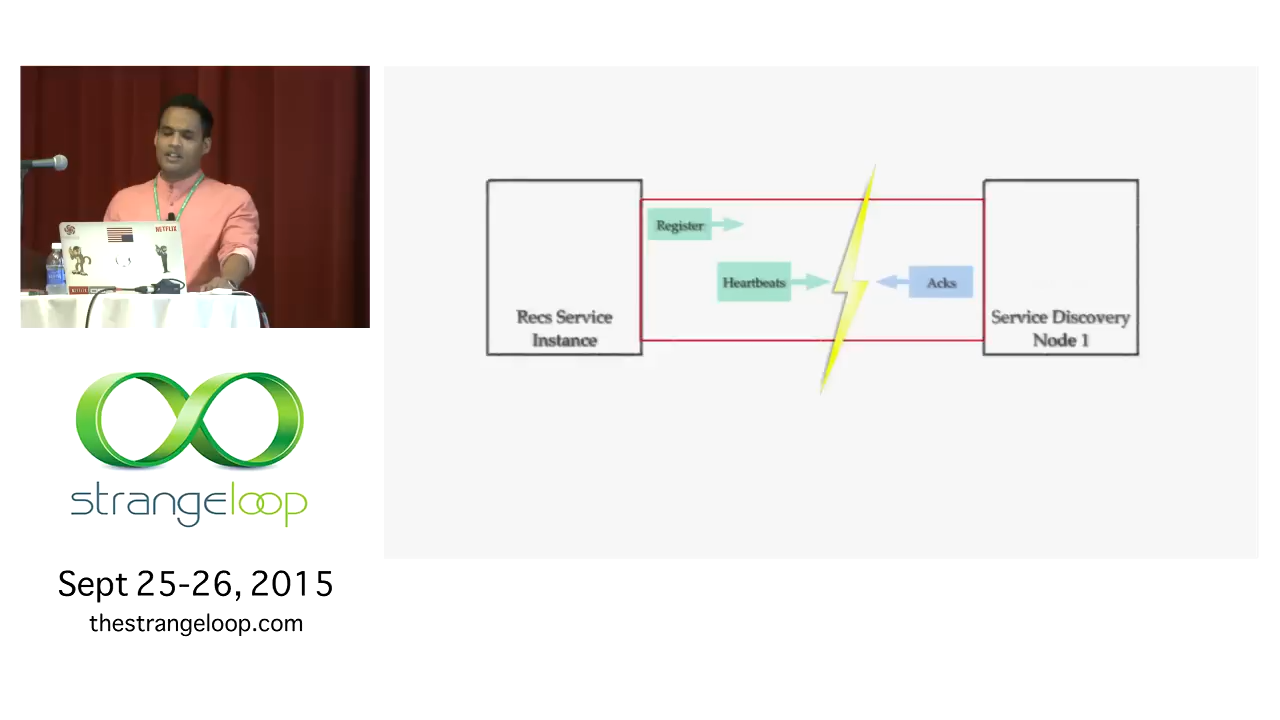 NETFLIX
Register
Heartbeats
Acks
Recs Service
Instance
Service Discovery
Node 1
strangeloop
Sept 25-26, 2015
thestrangeloop.com